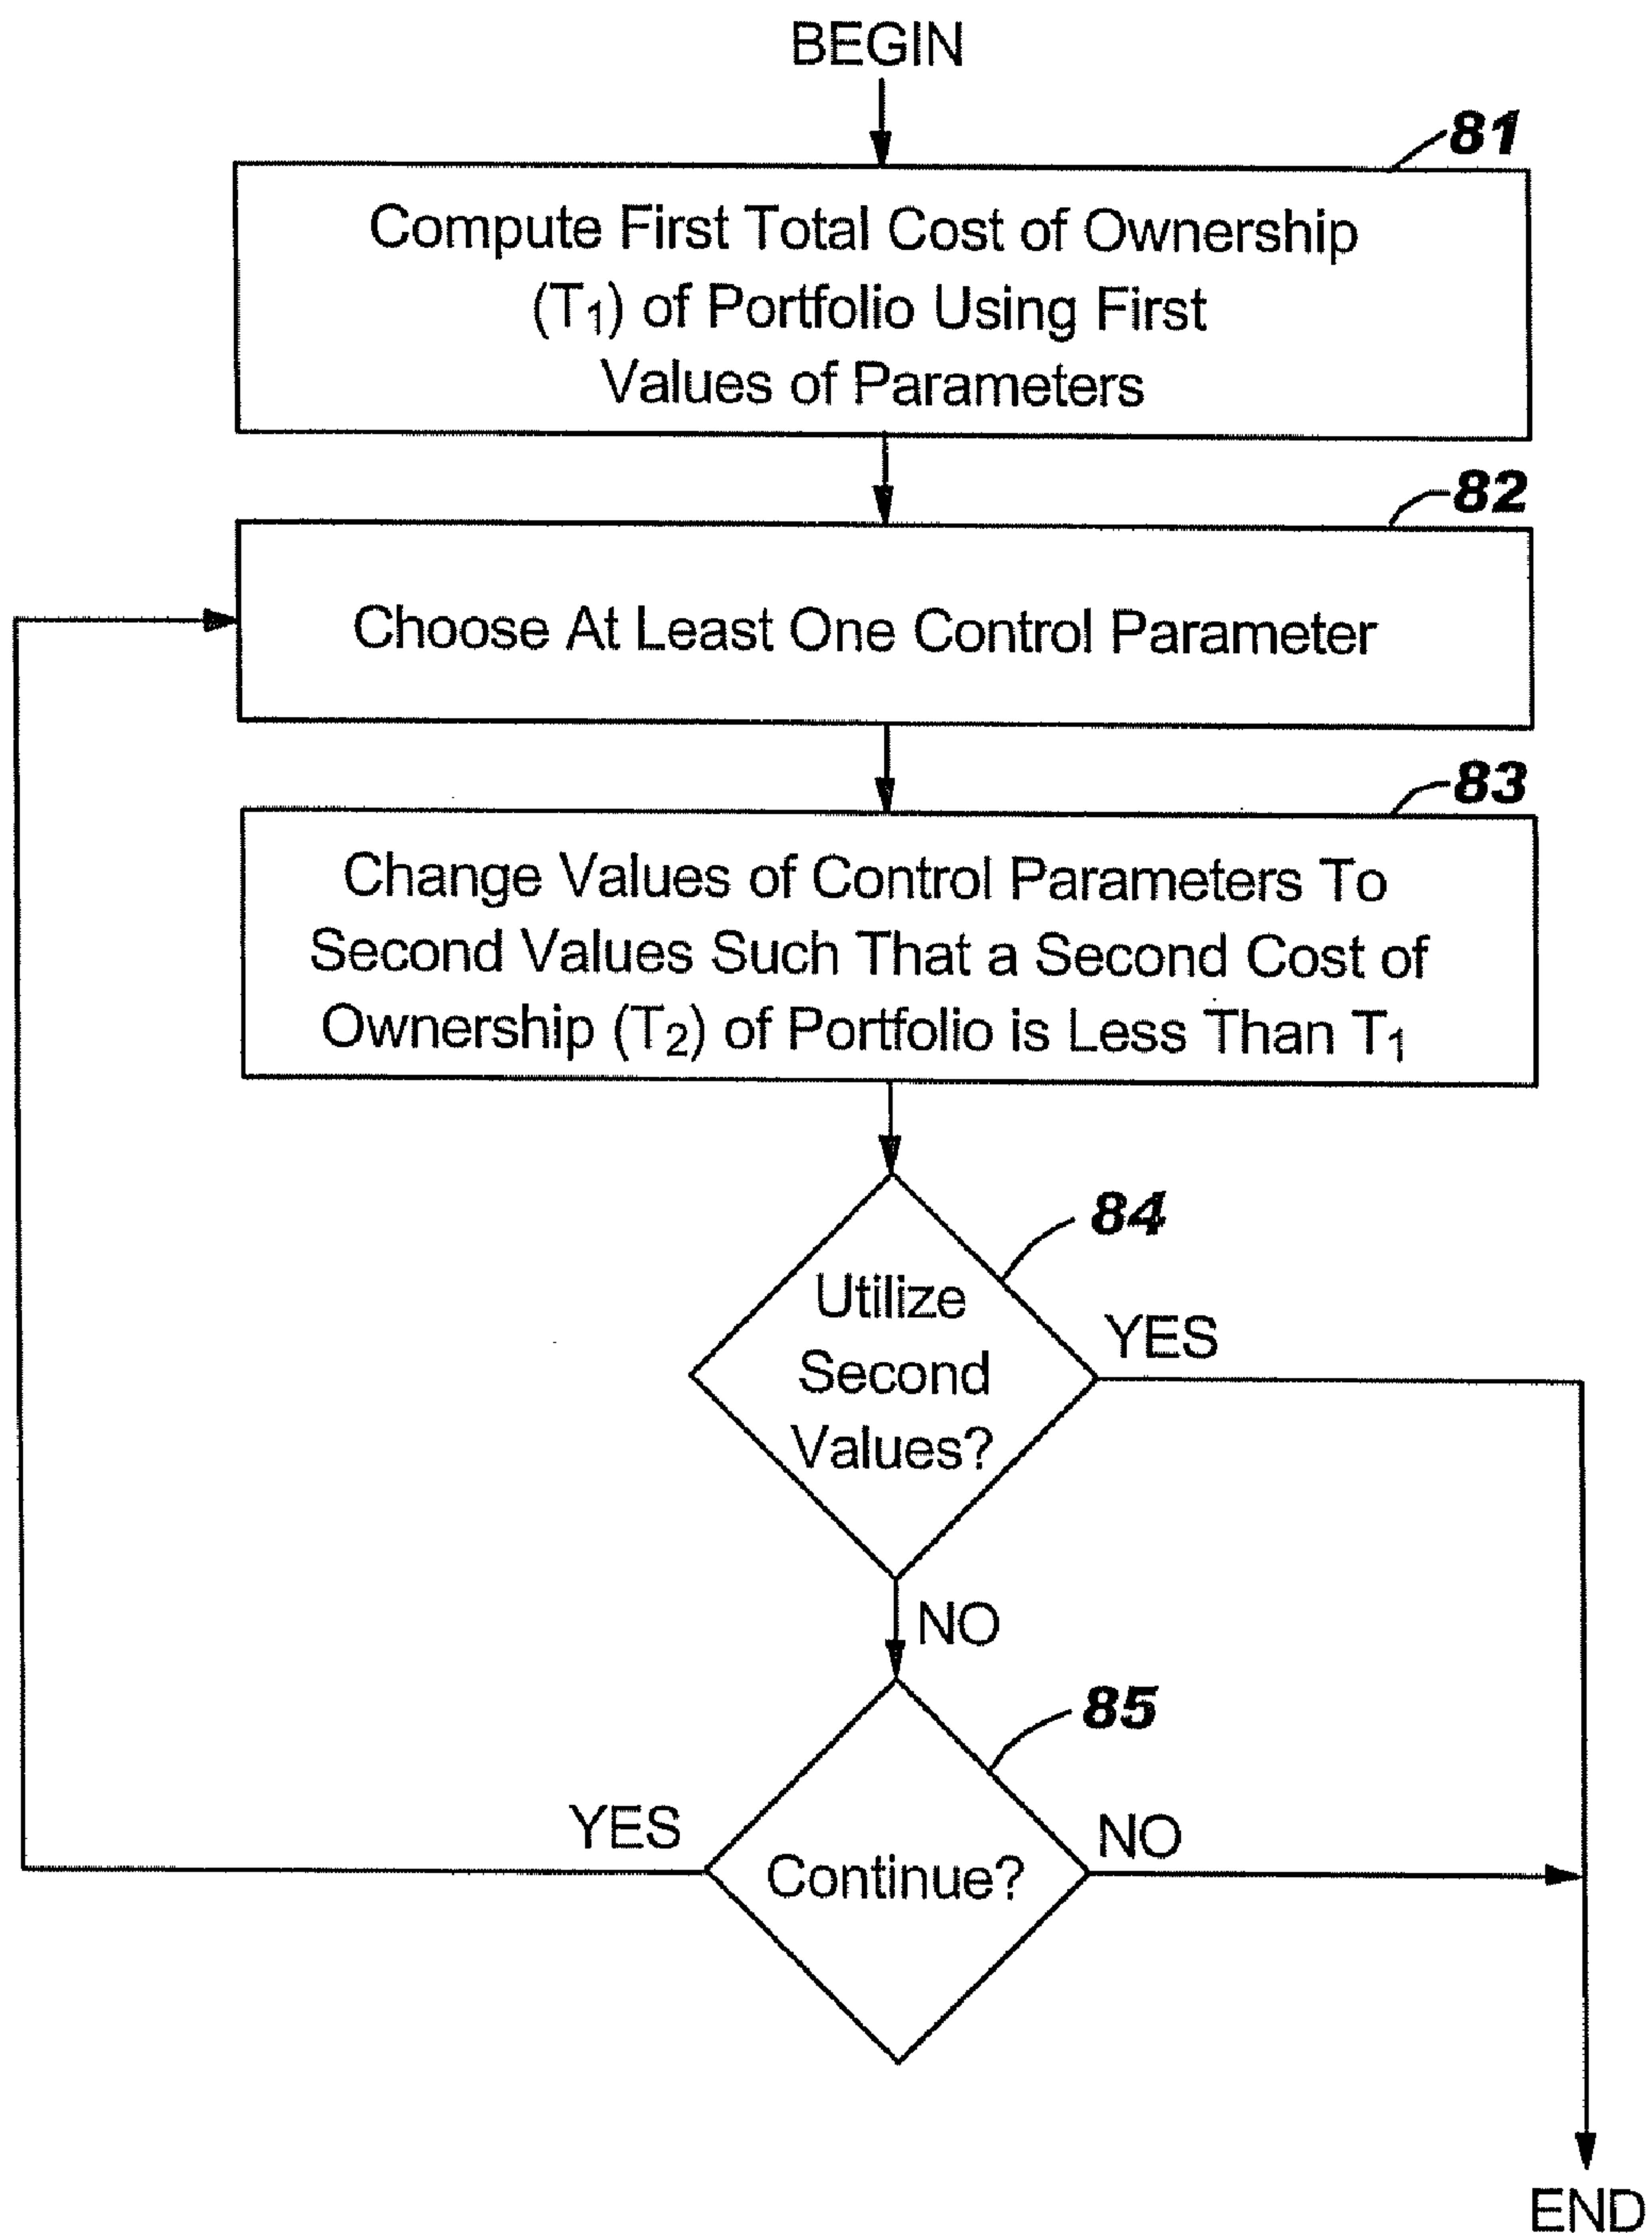 BEGIN
81
Compute First Total Cost of Ownership
(T1) of Portfolio Using First
Values of Parameters
82
Choose At Least One Control Parameter
83
Change Values of Control Parameters To
Second Values Such That a Second Cost of
Ownership (T2) of Portfolio is Less Than T1
84
Utilize
Second
Values?
YES
NO
85
YES
Continue?
NO
END